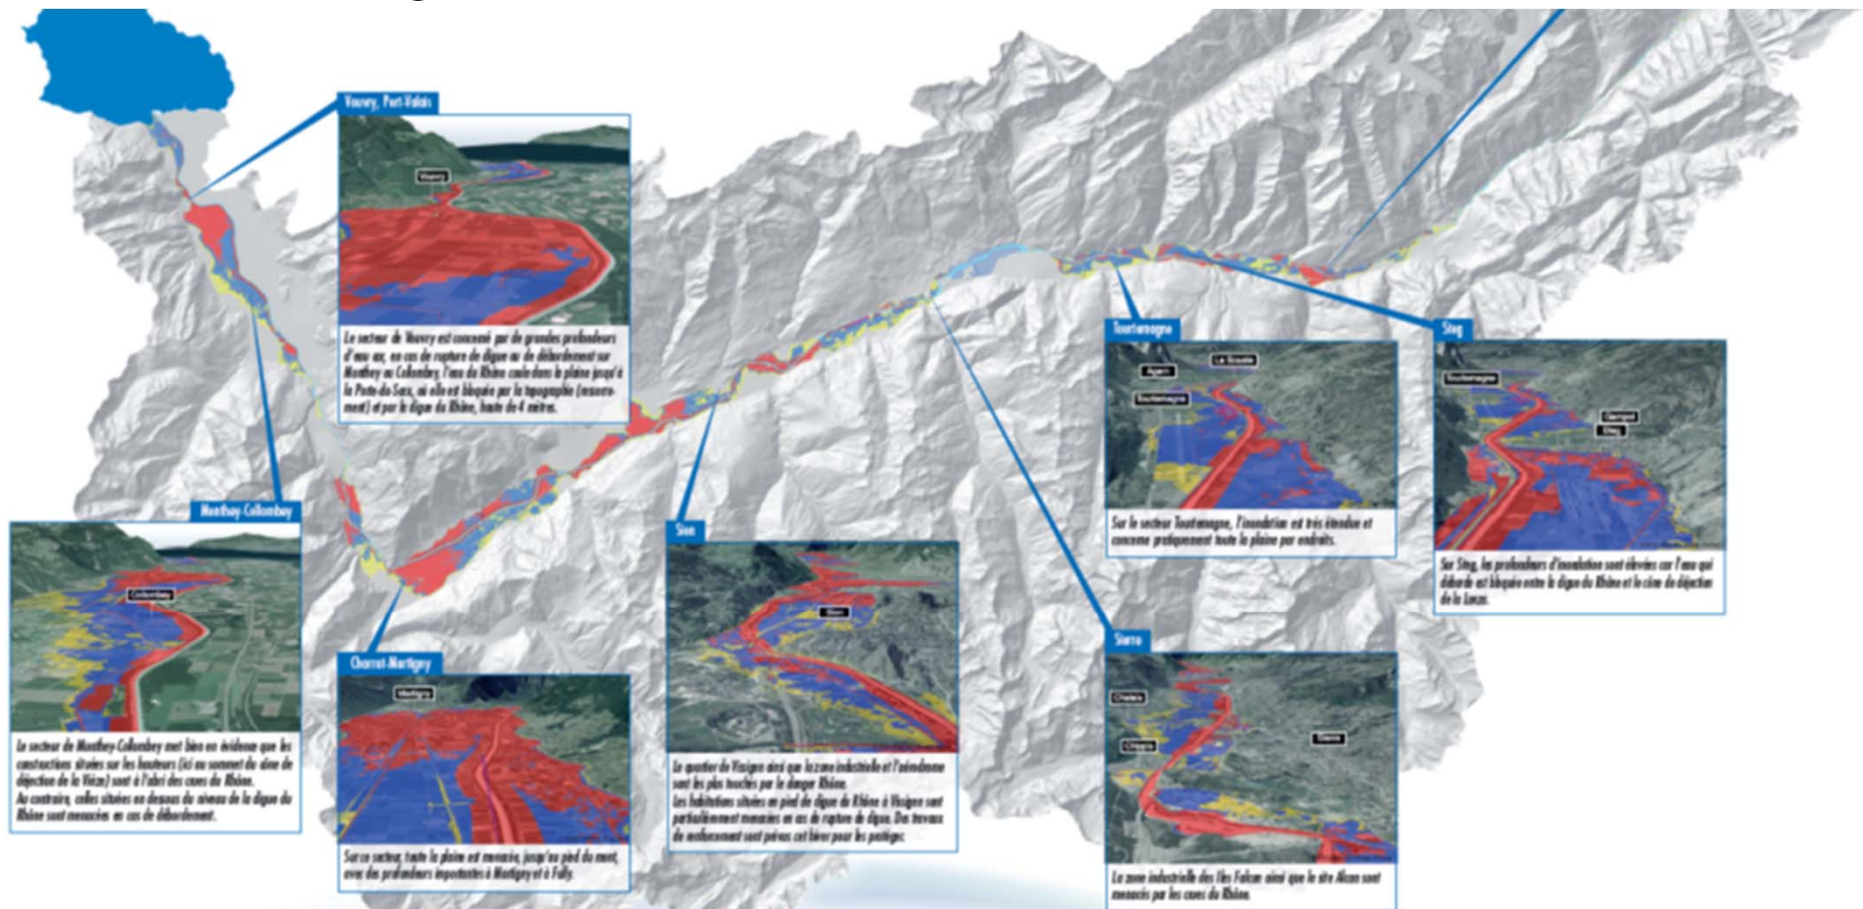 Vouvry, Port-Valais
Vouvry
Le secteur de Vouvry est concerné par de grandes profondeurs
d'eau car, en cas de rupture de digue ou de débordement sur
Monthey ou Collombey, l'eau du Rhône coule dans la plaine jusqu'à
la Porte-du-Scex, où elle est bloquée par la topographie (resserre-
ment) et par la digue du Rhône, haute de 4 mètres.
Monthey-Collombey
Collombey
Le secteur de Monthey-Collombey met bien en évidence que les
constructions situées sur les hauteurs (ici au sommet du cône de
déjection de la Vièze) sont à l'abri des crues du Rhône.
Au contraire, celles situées en dessous du niveau de la digue du
Rhône sont menacées en cas de débordement.
Charrat-Martigny
Martigny
Sur ce secteur, toute la plaine est menacée, jusqu'au pied du mont,
avec des profondeurs importantes à Martigny et à Fully.
Sion
Sion
Le quartier de Vissigen ainsi que la zone industrielle et l'aérodrome
sont les plus touchés par le danger Rhône.
Les habitations situées en pied de digue du Rhône à Vissigen sont
particulièrement menacées en cas de rupture de digue. Des travaux
de renforcement sont prévus cet hiver pour les protéger.
Tourtemagne
La Souste
Agarn
Tourtemagne
Sur le secteur Tourtemagne, l'inondation est très étendue et
concerne pratiquement toute la plaine par endroits.
Steg
Tourtemagne
Gampel
Steg
Sur Steg, les profondeurs d'inondation sont élevées car l'eau qui
déborde est bloquée entre la digue du Rhône et le cône de déjection
de la Lonza.
Sierre
Chalais
Chippis
Sierre
La zone industrielle des Iles Falcon ainsi que le site Alcan sont
menacés par les crues du Rhône.